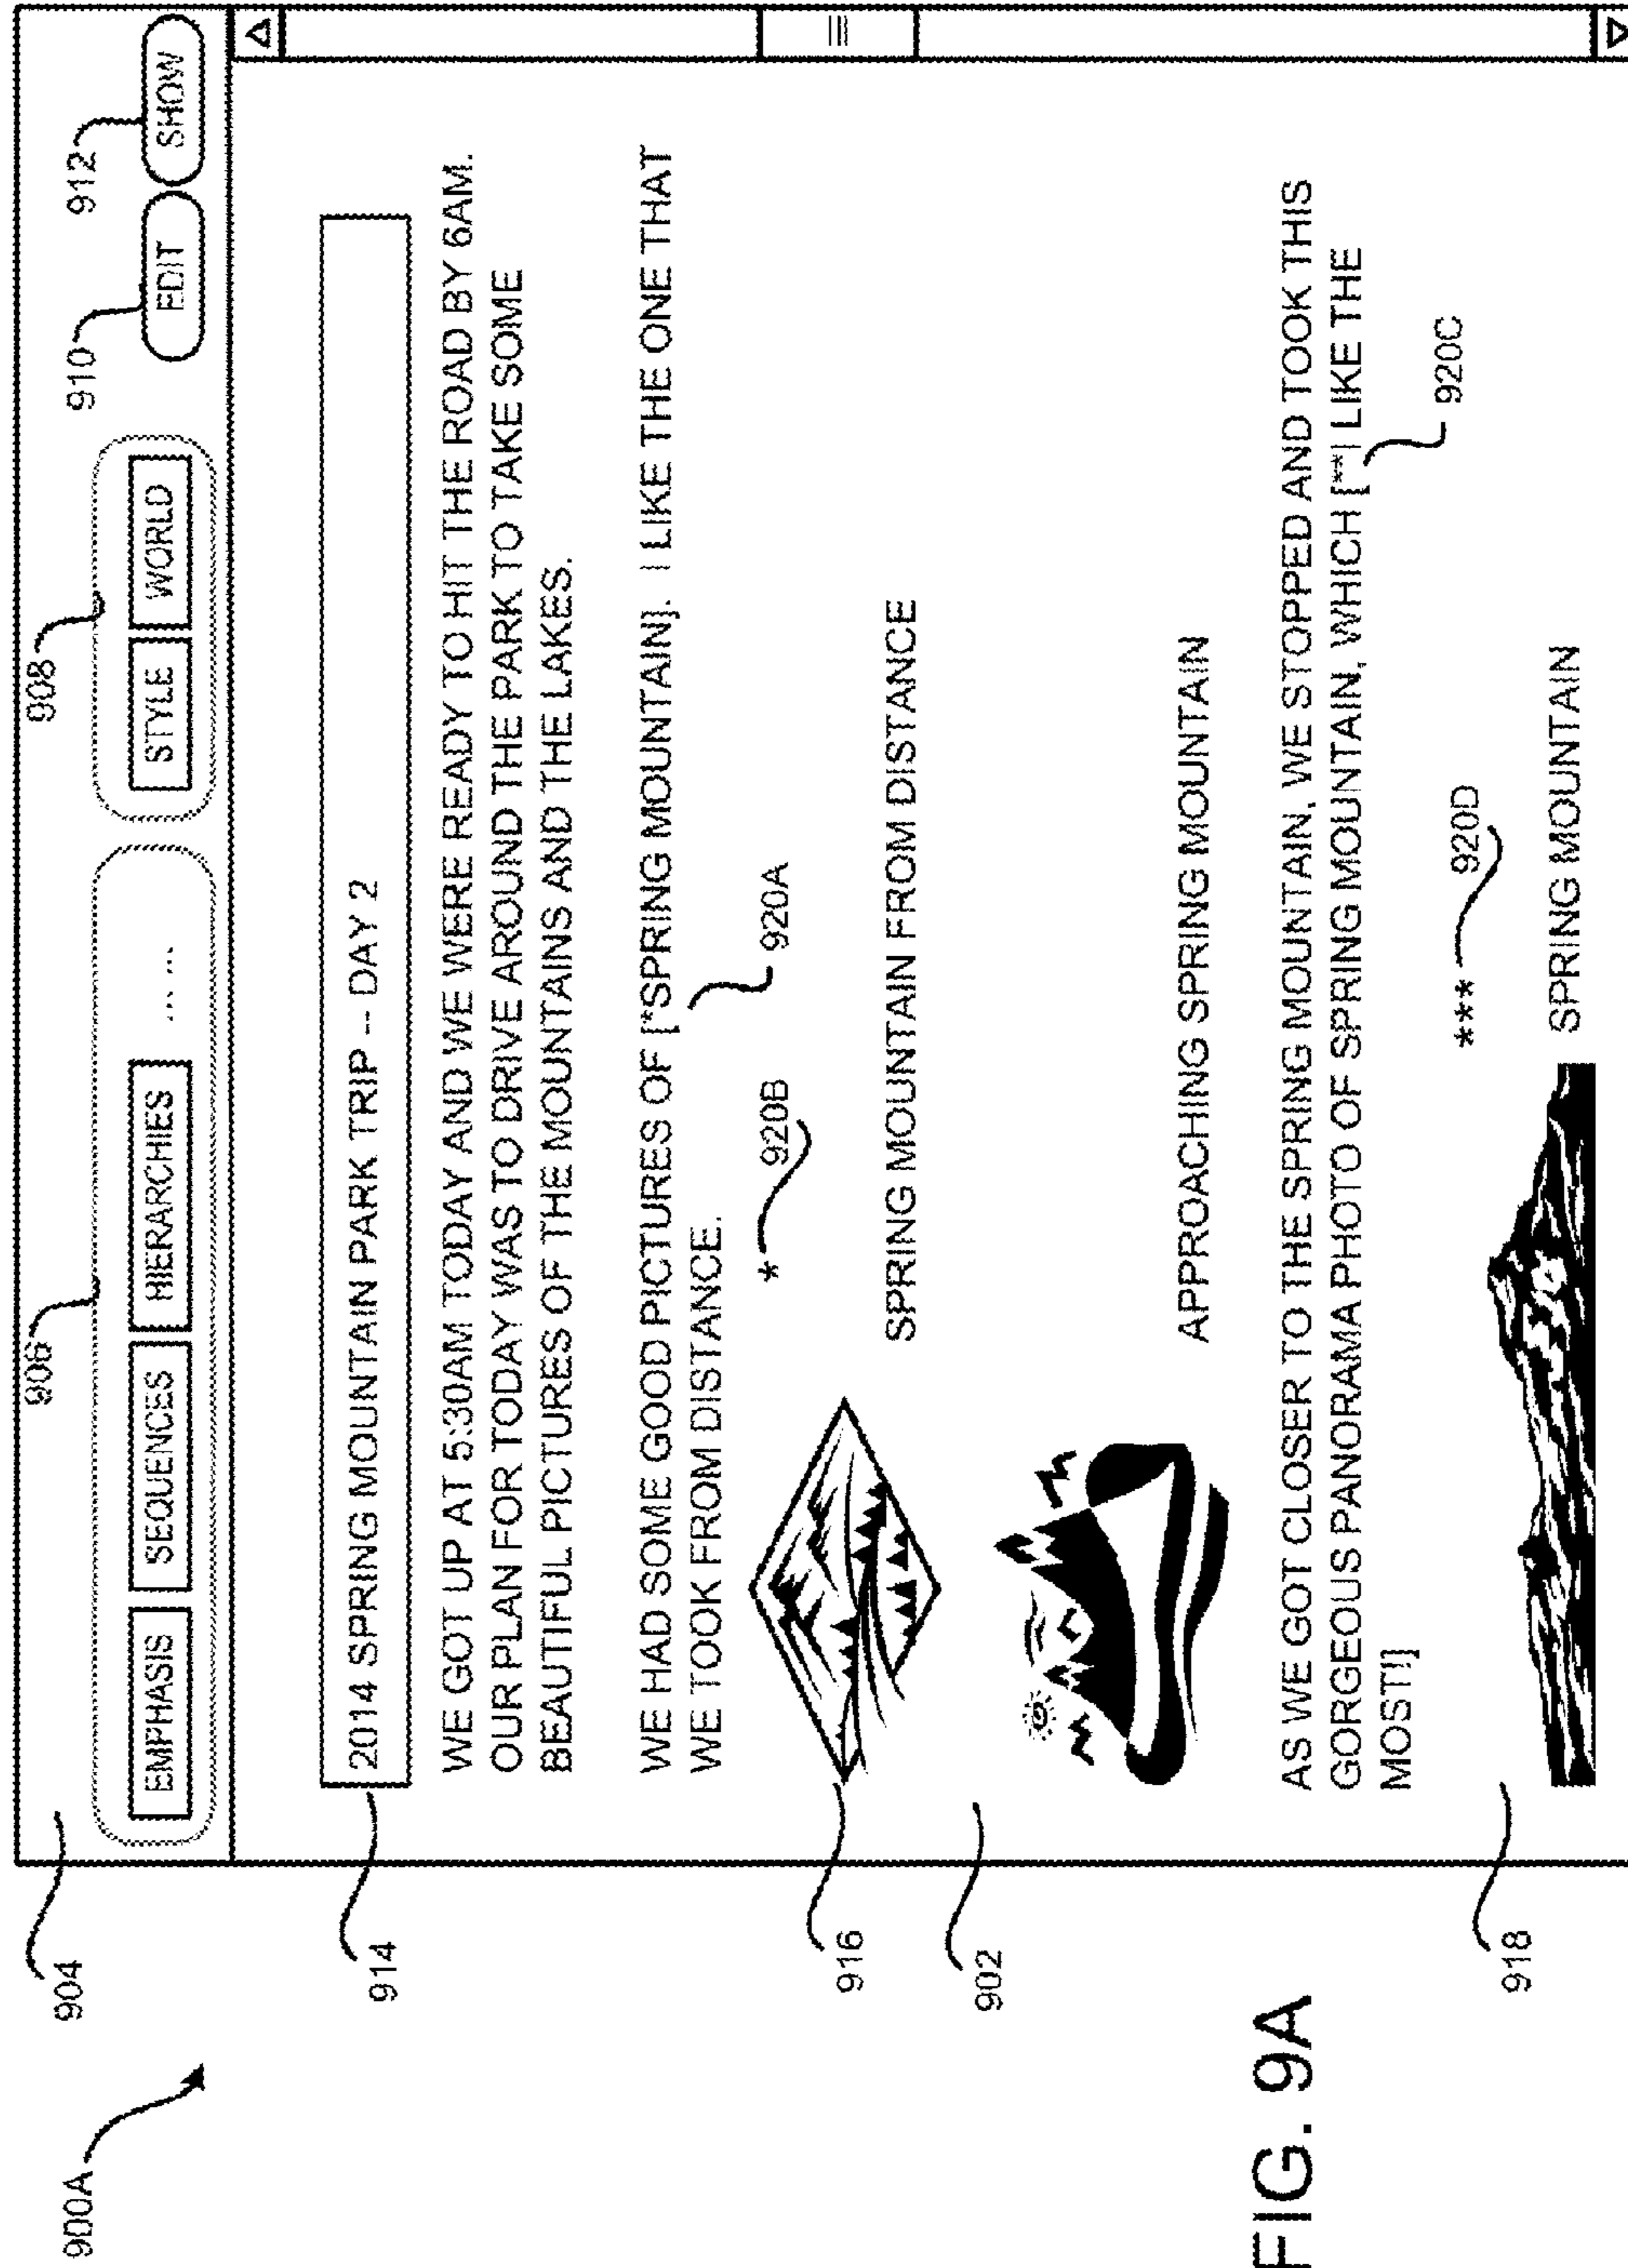 900A
904
906
908
910
912
EMPHASIS SEQUENCES HIERARCHIES ... ... STYLE WORLD EDIT SHOW
914
2014 SPRING MOUNTAIN PARK TRIP -- DAY 2
WE GOT UP AT 5:30AM TODAY AND WE WERE READY TO HIT THE ROAD BY 6AM.
OUR PLAN FOR TODAY WAS TO DRIVE AROUND THE PARK TO TAKE SOME
BEAUTIFUL PICTURES OF THE MOUNTAINS AND THE LAKES.
WE HAD SOME GOOD PICTURES OF [*SPRING MOUNTAIN]. I LIKE THE ONE THAT
WE TOOK FROM DISTANCE.
* 920B
920A
916
SPRING MOUNTAIN FROM DISTANCE
902
APPROACHING SPRING MOUNTAIN
AS WE GOT CLOSER TO THE SPRING MOUNTAIN, WE STOPPED AND TOOK THIS
GORGEOUS PANORAMA PHOTO OF SPRING MOUNTAIN, WHICH [**I LIKE THE
MOST!]
920C
*** 920D
918
SPRING MOUNTAIN
FIG. 9A